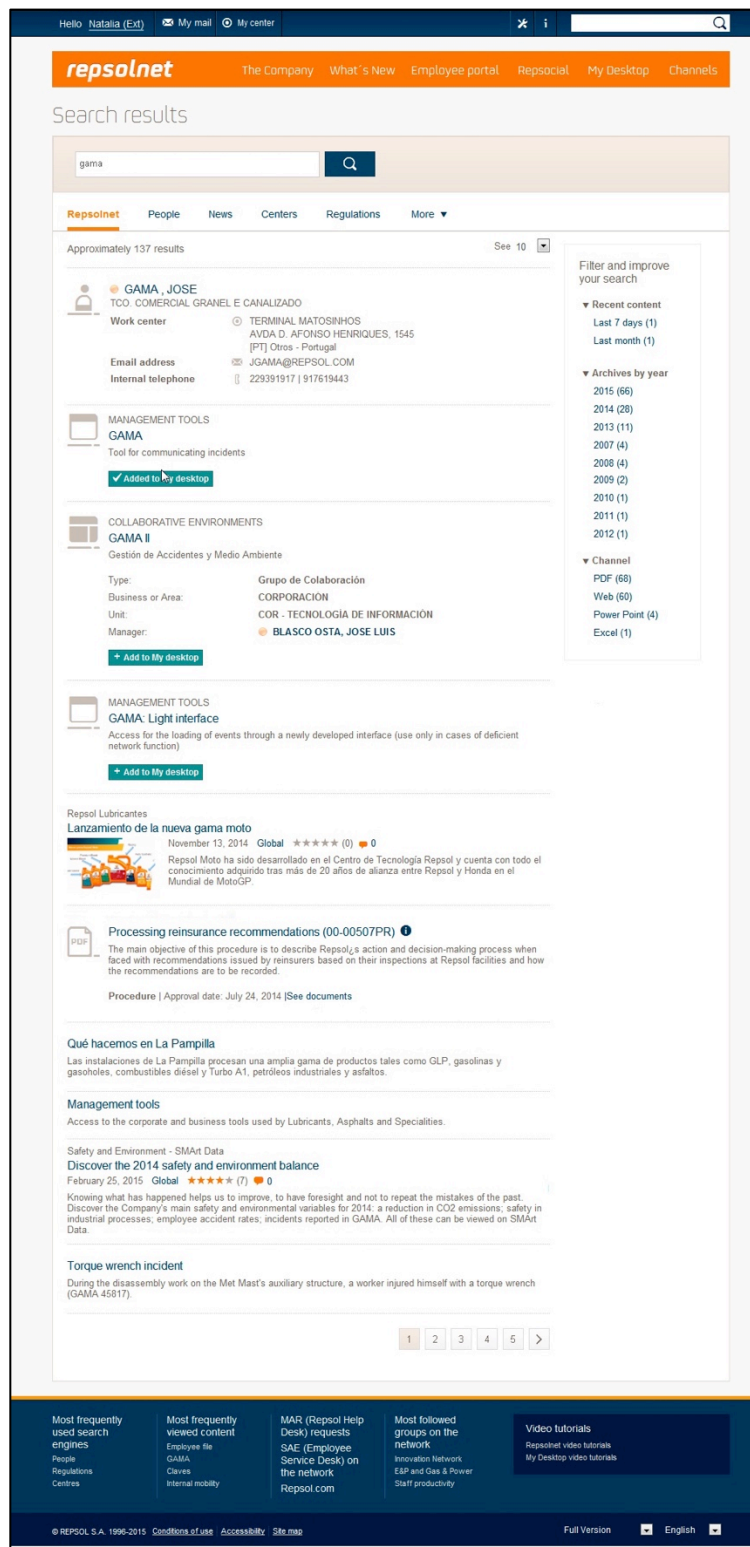 Hello Natalia (Ext) My mail My center i
repsolnet The Company What´s New Employee portal Repsocial My Desktop Channels
Search results
gama
Repsolnet People News Centers Regulations More
Approximately 137 results See 10
GAMA , JOSE
TCO. COMERCIAL GRANEL E CANALIZADO
Work center TERMINAL MATOSINHOS
AVDA D. AFONSO HENRIQUES, 1545
[PT] Otros - Portugal
Email address JGAMA@REPSOL.COM
Internal telephone 229391917 | 917619443
MANAGEMENT TOOLS
GAMA
Tool for communicating incidents
Added to My desktop
COLLABORATIVE ENVIRONMENTS
GAMA II
Gestión de Accidentes y Medio Ambiente
Type: Grupo de Colaboración
Business or Area: CORPORACIÓN
Unit: COR - TECNOLOGÍA DE INFORMACIÓN
Manager: BLASCO OSTA, JOSE LUIS
+ Add to My desktop
MANAGEMENT TOOLS
GAMA: Light interface
Access for the loading of events through a newly developed interface (use only in cases of deficient
network function)
+ Add to My desktop
Repsol Lubricantes
Lanzamiento de la nueva gama moto
November 13, 2014 Global ★★★★★ (0) 0
Repsol Moto ha sido desarrollado en el Centro de Tecnología Repsol y cuenta con todo el
conocimiento adquirido tras más de 20 años de alianza entre Repsol y Honda en el
Mundial de MotoGP.
PDF
Processing reinsurance recommendations (00-00507PR)
The main objective of this procedure is to describe Repsol¿s action and decision-making process when
faced with recommendations issued by reinsurers based on their inspections at Repsol facilities and how
the recommendations are to be recorded.
Procedure | Approval date: July 24, 2014 |See documents
Qué hacemos en La Pampilla
Las instalaciones de La Pampilla procesan una amplia gama de productos tales como GLP, gasolinas y
gasoholes, combustibles diésel y Turbo A1, petróleos industriales y asfaltos.
Management tools
Access to the corporate and business tools used by Lubricants, Asphalts and Specialities.
Safety and Environment - SMArt Data
Discover the 2014 safety and environment balance
February 25, 2015 Global ★★★★★ (7) 0
Knowing what has happened helps us to improve, to have foresight and not to repeat the mistakes of the past.
Discover the Company's main safety and environmental variables for 2014: a reduction in CO2 emissions; safety in
industrial processes; employee accident rates; incidents reported in GAMA. All of these can be viewed on SMArt
Data.
Torque wrench incident
During the disassembly work on the Met Mast's auxiliary structure, a worker injured himself with a torque wrench
(GAMA 45817).
1 2 3 4 5 >
Filter and improve
your search
▼ Recent content
Last 7 days (1)
Last month (1)
▼ Archives by year
2015 (66)
2014 (28)
2013 (11)
2007 (4)
2008 (4)
2009 (2)
2010 (1)
2011 (1)
2012 (1)
▼ Channel
PDF (68)
Web (60)
Power Point (4)
Excel (1)
Most frequently
used search
engines
People
Regulations
Centres
Most frequently
viewed content
Employee file
GAMA
Claves
Internal mobility
MAR (Repsol Help
Desk) requests
SAE (Employee
Service Desk) on
the network
Repsol.com
Most followed
groups on the
network
Innovation Network
E&P and Gas & Power
Staff productivity
Video tutorials
Repsolnet video tutorials
My Desktop video tutorials
© REPSOL S.A. 1996-2015 Conditions of use Accessibility Site map Full Version English